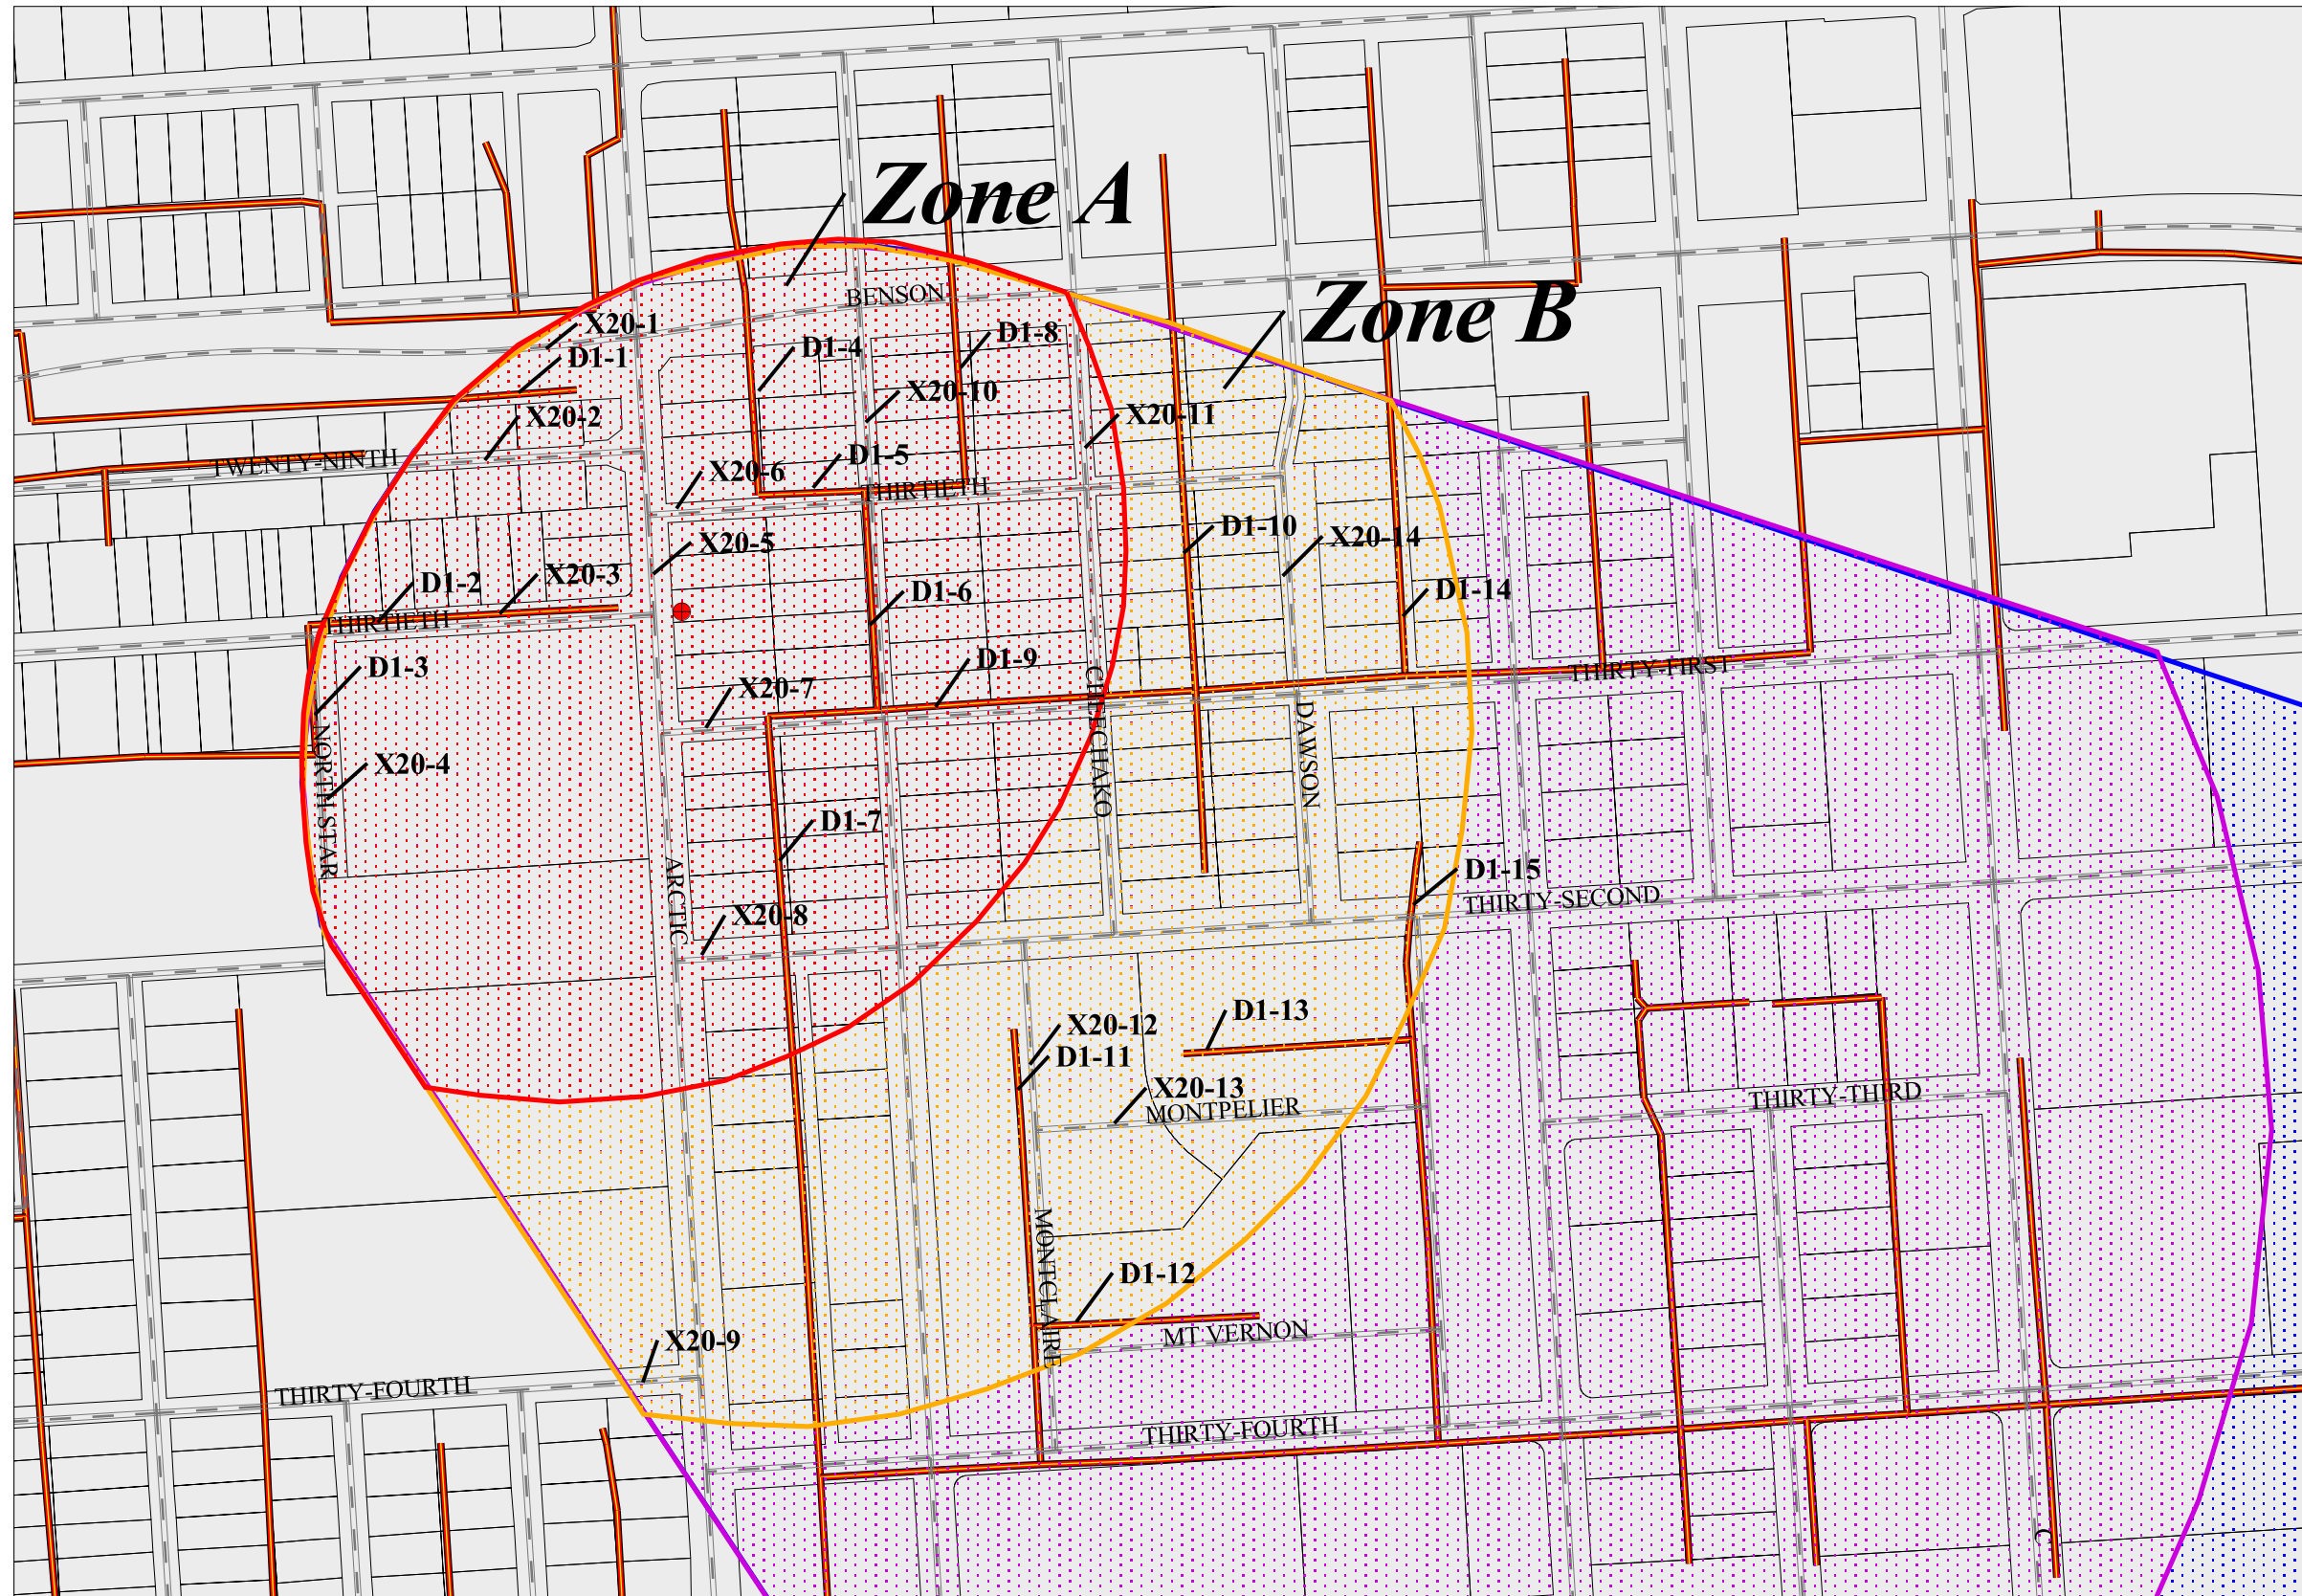 Zone A
Zone B
BENSON
X20-1
D1-1
D1-4
D1-8
X20-10
X20-2
X20-11
TWENTY-NINTH
D1-5
X20-6
THIRTIETH
X20-5
D1-10
X20-14
D1-2
X20-3
D1-6
D1-14
THIRTIETH
D1-3
D1-9
THIRTY-FIRST
X20-7
CHEECHAKO
DAWSON
NORTH STAR
X20-4
D1-7
ARCTIC
D1-15
THIRTY-SECOND
X20-8
D1-13
X20-12
D1-11
X20-13
MONTPELIER
THIRTY-THIRD
MONTCLAIRE
D1-12
MT VERNON
X20-9
THIRTY-FOURTH
THIRTY-FOURTH
C